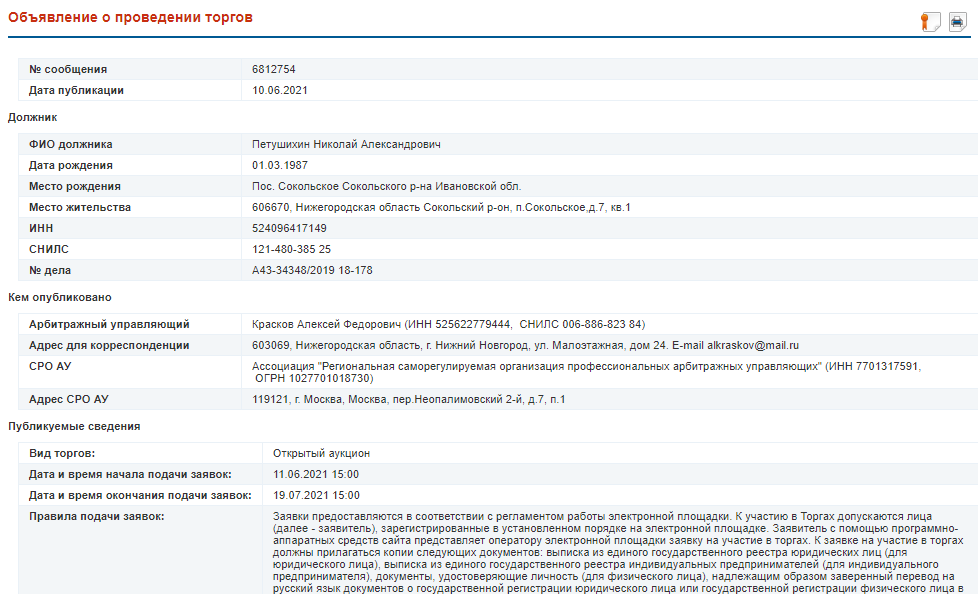 Объявление о проведении торгов
№ сообщения 6812754
Дата публикации 10.06.2021
Должник
ФИО должника Петушихин Николай Александрович
Дата рождения 01.03.1987
Место рождения Пос. Сокольское Сокольского р-на Ивановской обл.
Место жительства 606670, Нижегородская область Сокольский р-он, п.Сокольское,д.7, кв.1
ИНН 524096417149
СНИЛС 121-480-385 25
№ дела А43-34348/2019 18-178
Кем опубликовано
Арбитражный управляющий Красков Алексей Федорович (ИНН 525622779444, СНИЛС 006-886-823 84)
Адрес для корреспонденции 603069, Нижегородская область, г. Нижний Новгород, ул. Малоэтажная, дом 24. E-mail alkraskov@mail.ru
СРО АУ Ассоциация "Региональная саморегулируемая организация профессиональных арбитражных управляющих" (ИНН 7701317591,
ОГРН 1027701018730)
Адрес СРО АУ 119121, г. Москва, Москва, пер.Неопалимовский 2-й, д.7, п.1
Публикуемые сведения
Вид торгов: Открытый аукцион
Дата и время начала подачи заявок: 11.06.2021 15:00
Дата и время окончания подачи заявок: 19.07.2021 15:00
Правила подачи заявок: Заявки предоставляются в соответствии с регламентом работы электронной площадки. К участию в Торгах допускаются лица
(далее - заявитель), зарегистрированные в установленном порядке на электронной площадке. Заявитель с помощью программно-
аппаратных средств сайта представляет оператору электронной площадки заявку на участие в торгах. К заявке на участие в торгах
должны прилагаться копии следующих документов: выписка из единого государственного реестра юридических лиц (для
юридического лица), выписка из единого государственного реестра индивидуальных предпринимателей (для индивидуального
предпринимателя), документы, удостоверяющие личность (для физического лица), надлежащим образом заверенный перевод на
русский язык документов о государственной регистрации юридического лица или государственной регистрации физического лица в